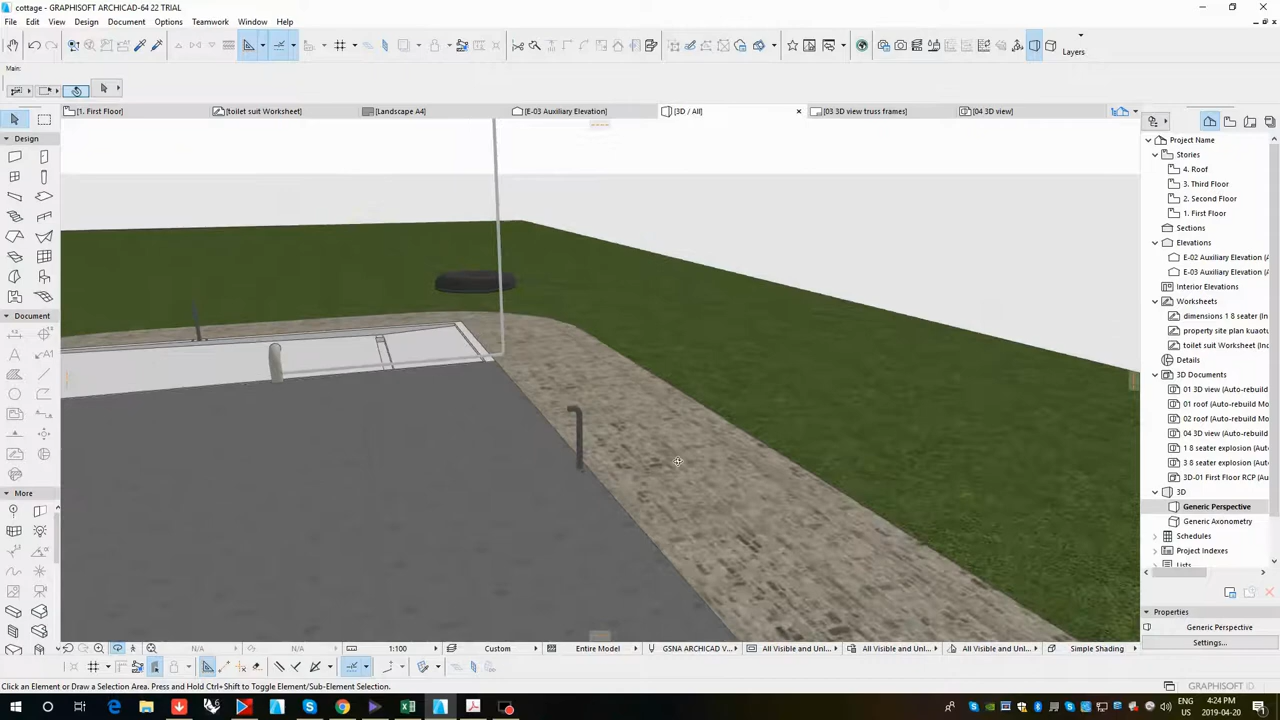 cottage - GRAPHISOFT ARCHICAD-64 22 TRIAL
File Edit View Design Document Options Teamwork Window Help
Layers
Main:
[1. First Floor] [toilet suit Worksheet] [Landscape A4] [E-03 Auxiliary Elevation] [3D / All] [03 3D view truss frames] [04 3D view]
Design
Document
More
Project Name
Stories
4. Roof
3. Third Floor
2. Second Floor
1. First Floor
Sections
Elevations
E-02 Auxiliary Elevation (A
E-03 Auxiliary Elevation (A
Interior Elevations
Worksheets
dimensions 1 8 seater (Ind
property site plan kuaotu
toilet suit Worksheet (Inc
Details
3D Documents
01 3D view (Auto-rebuild
01 roof (Auto-rebuild Mo
02 roof (Auto-rebuild Mo
04 3D view (Auto-rebuild
1 8 seater explosion (Auto
3 8 seater explosion (Auto
3D-01 First Floor RCP (Au
3D
Generic Perspective
Generic Axonometry
Schedules
Project Indexes
Lists
Properties
Generic Perspective
Settings...
N/A N/A 1:100 Custom Entire Model GSNA ARCHICAD V... All Visible and Unl... All Visible and Unl... All Visible and Unl... Simple Shading
Click an Element or Draw a Selection Area. Press and Hold Ctrl+Shift to Toggle Element/Sub-Element Selection.
GRAPHISOFT ID
ENG
US
4:24 PM
2019-04-20